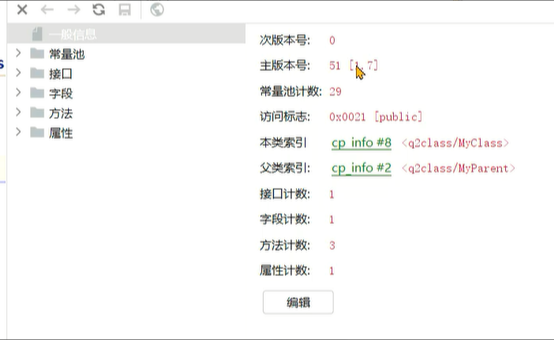 一般信息
常量池
接口
字段
方法
属性
次版本号: 0
主版本号: 51 [1.7]
常量池计数: 29
访问标志: 0x0021 [public]
本类索引 cp_info #8 <q2class/MyClass>
父类索引: cp_info #2 <q2class/MyParent>
接口计数: 1
字段计数: 1
方法计数: 3
属性计数: 1
编辑